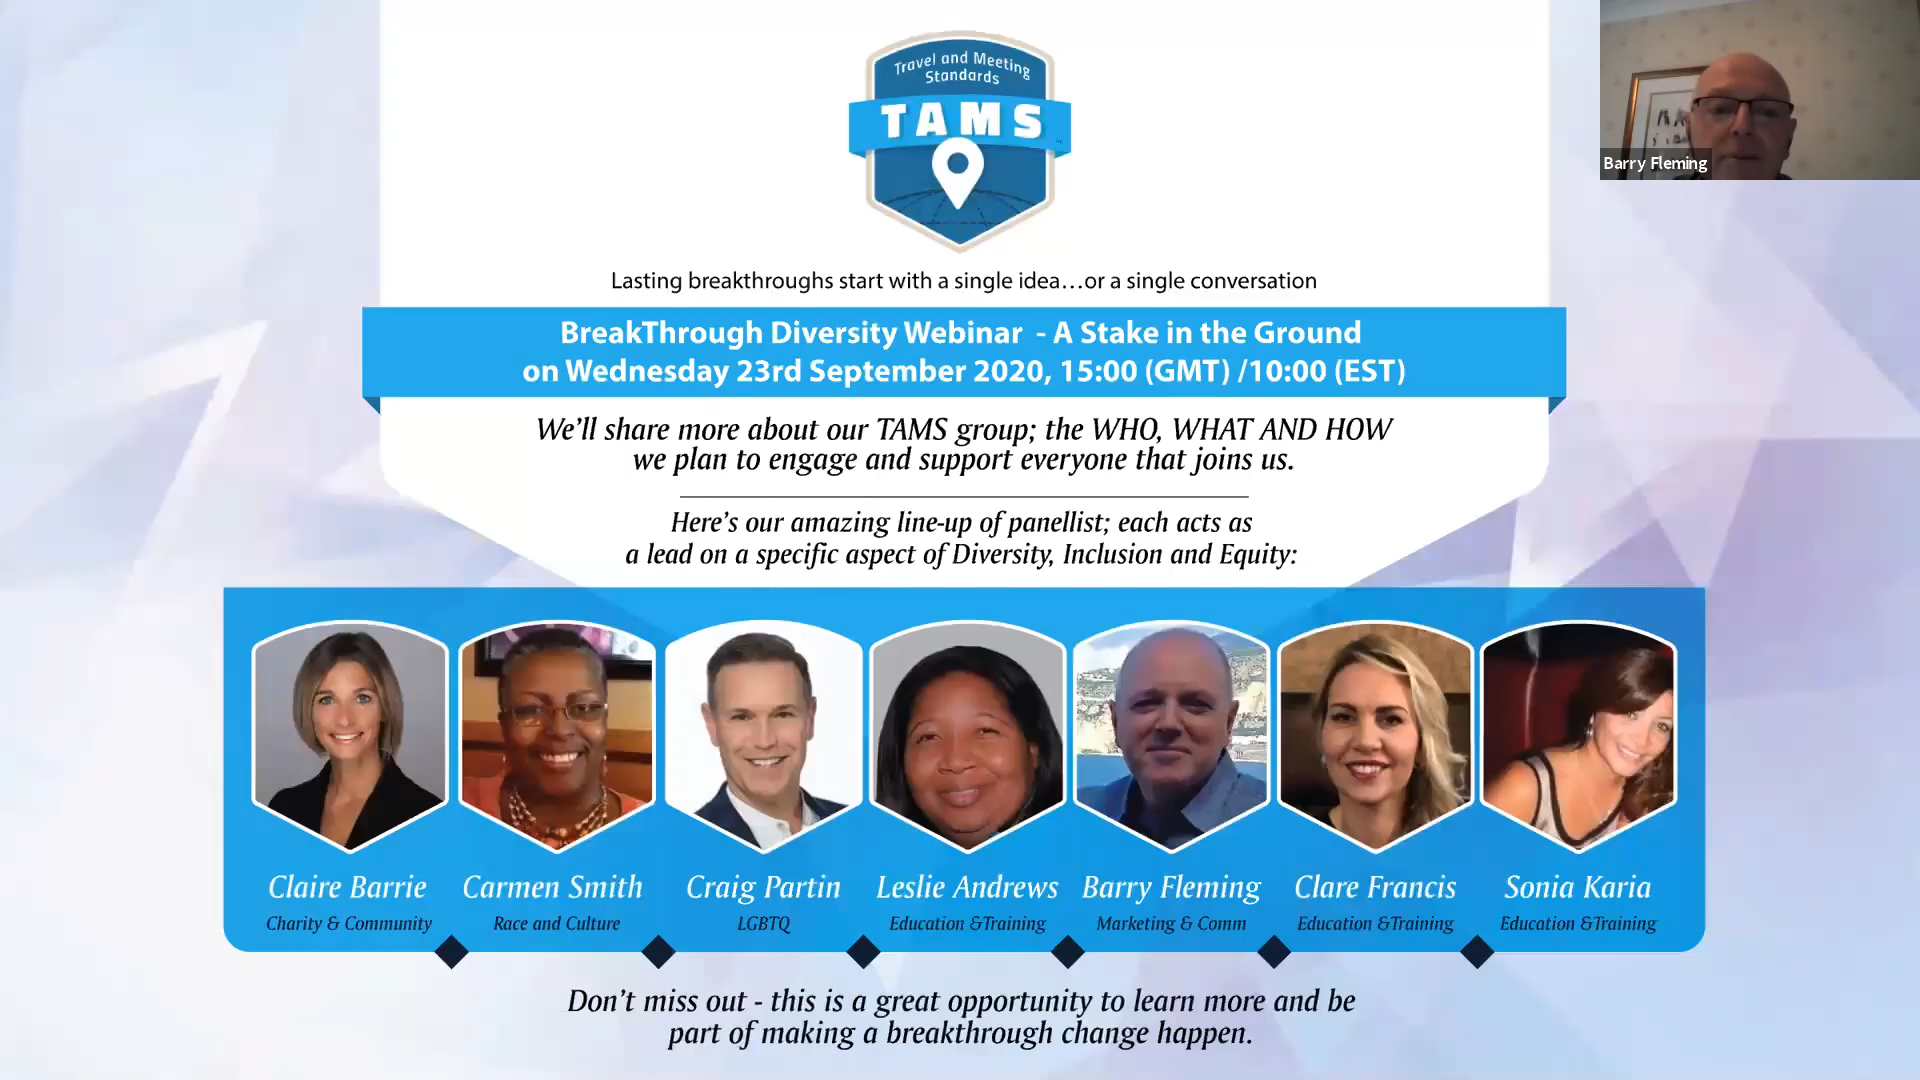 Travel and Meeting
Standards
TAMS
Barry Fleming
Lasting breakthroughs start with a single idea...or a single conversation
BreakThrough Diversity Webinar - A Stake in the Ground
on Wednesday 23rd September 2020, 15:00 (GMT) /10:00 (EST)
We'll share more about our TAMS group; the WHO, WHAT AND HOW
we plan to engage and support everyone that joins us.
Here's our amazing line-up of panellist; each acts as
a lead on a specific aspect of Diversity, Inclusion and Equity:
Claire Barrie Carmen Smith Craig Partin Leslie Andrews Barry Fleming Clare Francis Sonia Karia
Charity & Community Race and Culture LGBTQ Education &Training Marketing & Comm Education &Training Education &Training
Don't miss out - this is a great opportunity to learn more and be
part of making a breakthrough change happen.